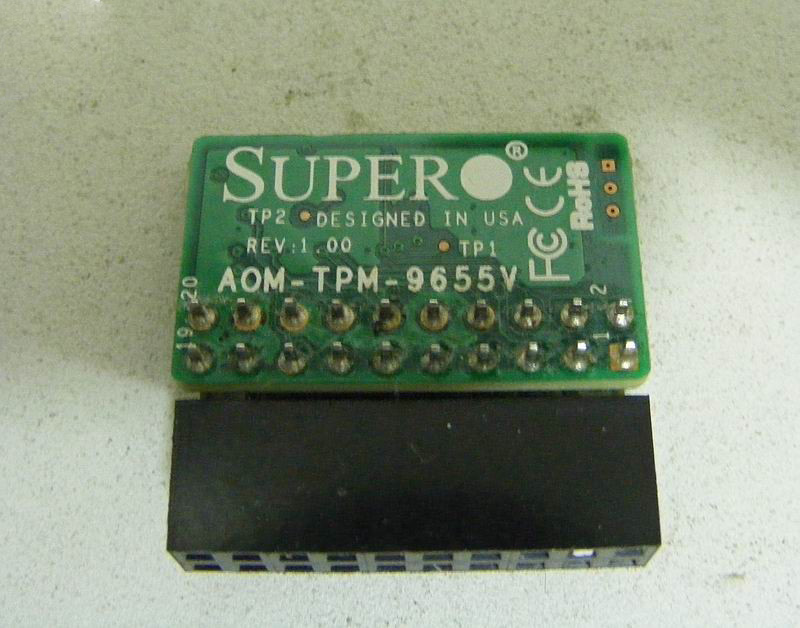 SUPER®
TP2 DESIGNED IN USA
REV:1.00 TP1
AOM-TPM-9655V
FC CE RoHS
20 2
19 1